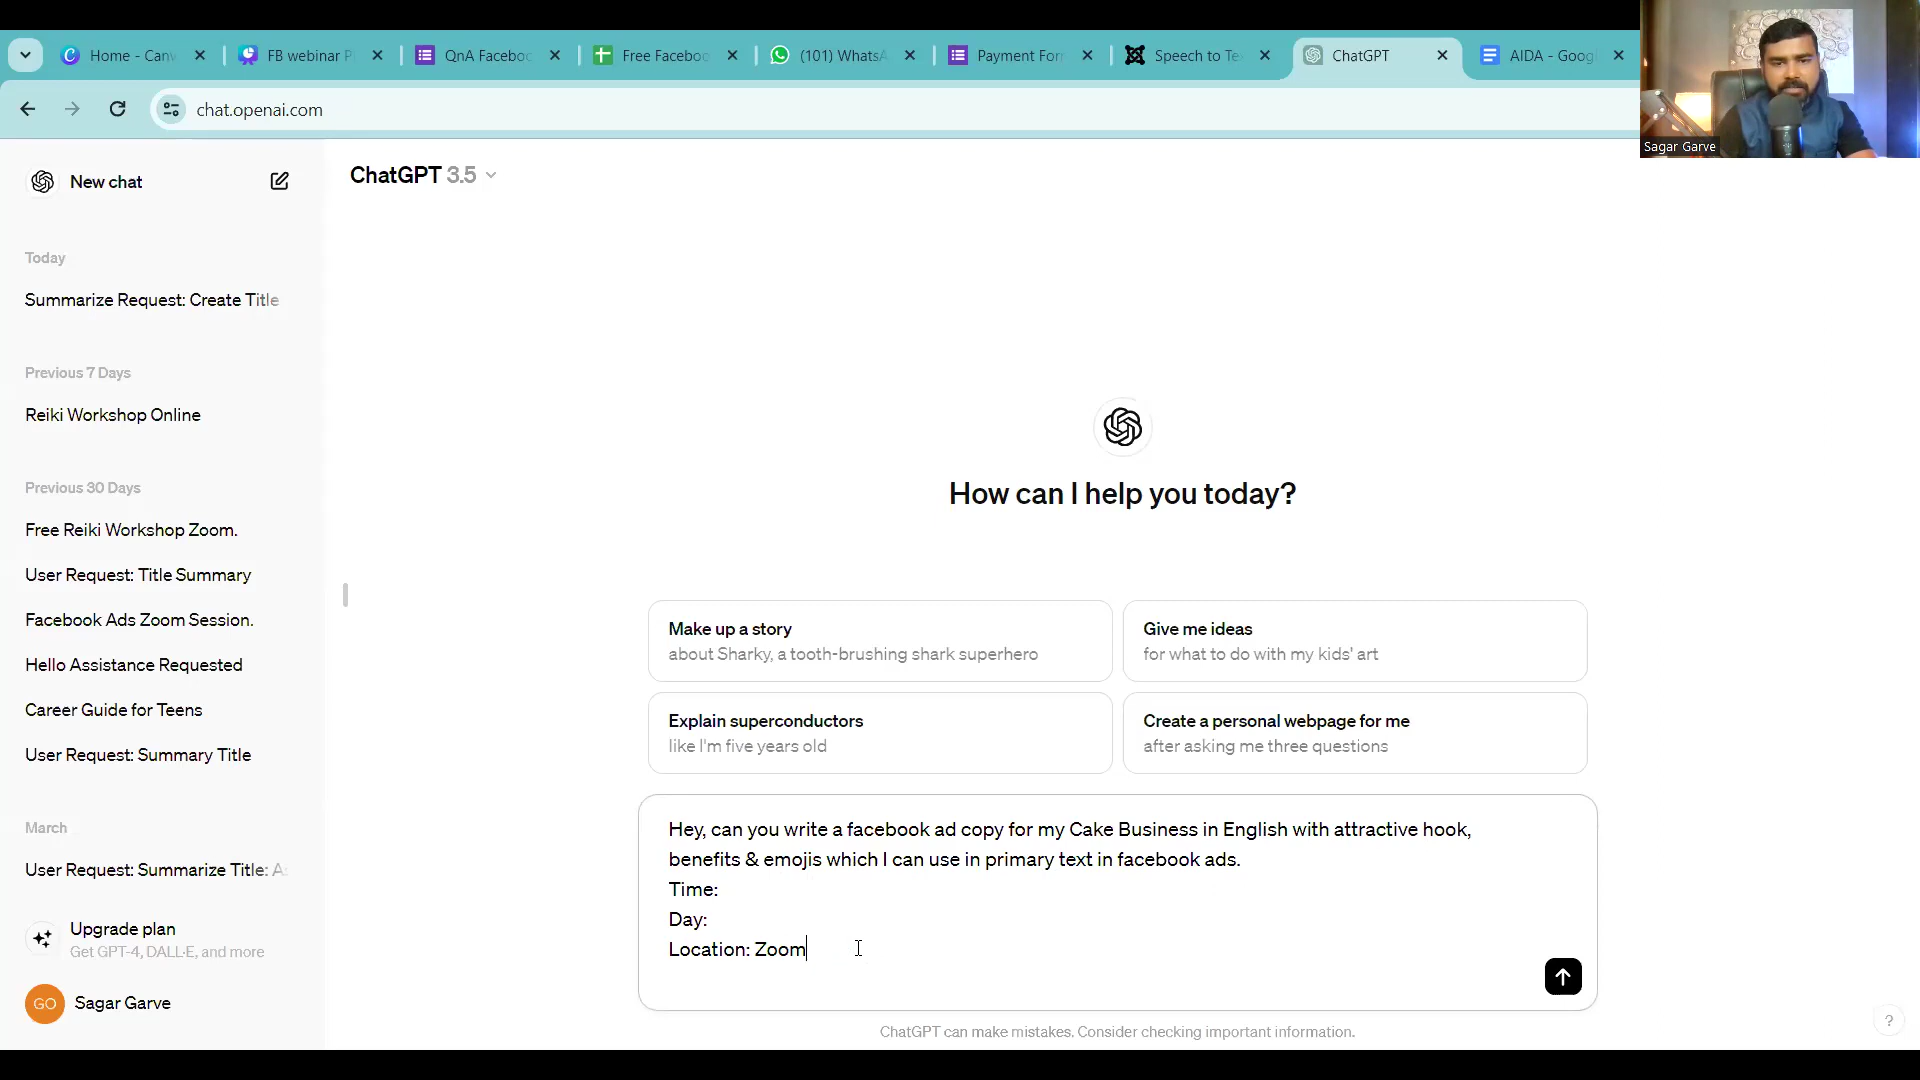 Home - Canv
FB webinar P
QnA Faceboo
Free Faceboo
(101) WhatsA
Payment For
Speech to Te
ChatGPT
AIDA - Goog
chat.openai.com
Sagar Garve
New chat
ChatGPT 3.5
Today
Summarize Request: Create Title
Previous 7 Days
Reiki Workshop Online
Previous 30 Days
Free Reiki Workshop Zoom.
User Request: Title Summary
Facebook Ads Zoom Session.
Hello Assistance Requested
Career Guide for Teens
User Request: Summary Title
March
User Request: Summarize Title: A
Upgrade plan
Get GPT-4, DALL·E, and more
GO
Sagar Garve
How can I help you today?
Make up a story
about Sharky, a tooth-brushing shark superhero
Give me ideas
for what to do with my kids' art
Explain superconductors
like I'm five years old
Create a personal webpage for me
after asking me three questions
Hey, can you write a facebook ad copy for my Cake Business in English with attractive hook,
benefits & emojis which I can use in primary text in facebook ads.
Time:
Day:
Location: Zoom
ChatGPT can make mistakes. Consider checking important information.
?